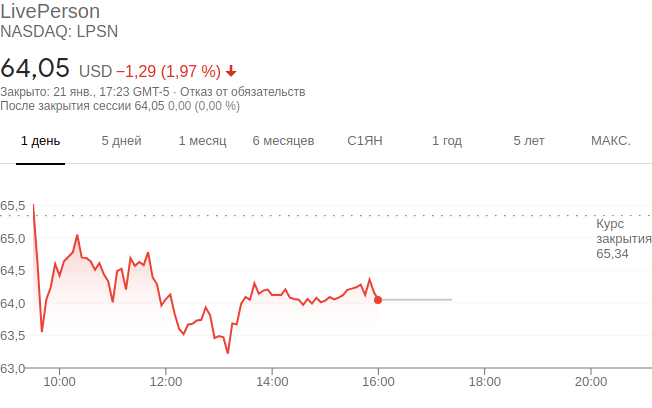 LivePerson
NASDAQ: LPSN
64,05 USD −1,29 (1,97 %)
Закрыто: 21 янв., 17:23 GMT-5 · Отказ от обязательств
После закрытия сессии 64,05 0,00 (0,00 %)
1 день 5 дней 1 месяц 6 месяцев С1ЯН 1 год 5 лет МАКС.
65,5
65,0
64,5
64,0
63,5
63,0
Курс
закрытия
65,34
10:00 12:00 14:00 16:00 18:00 20:00